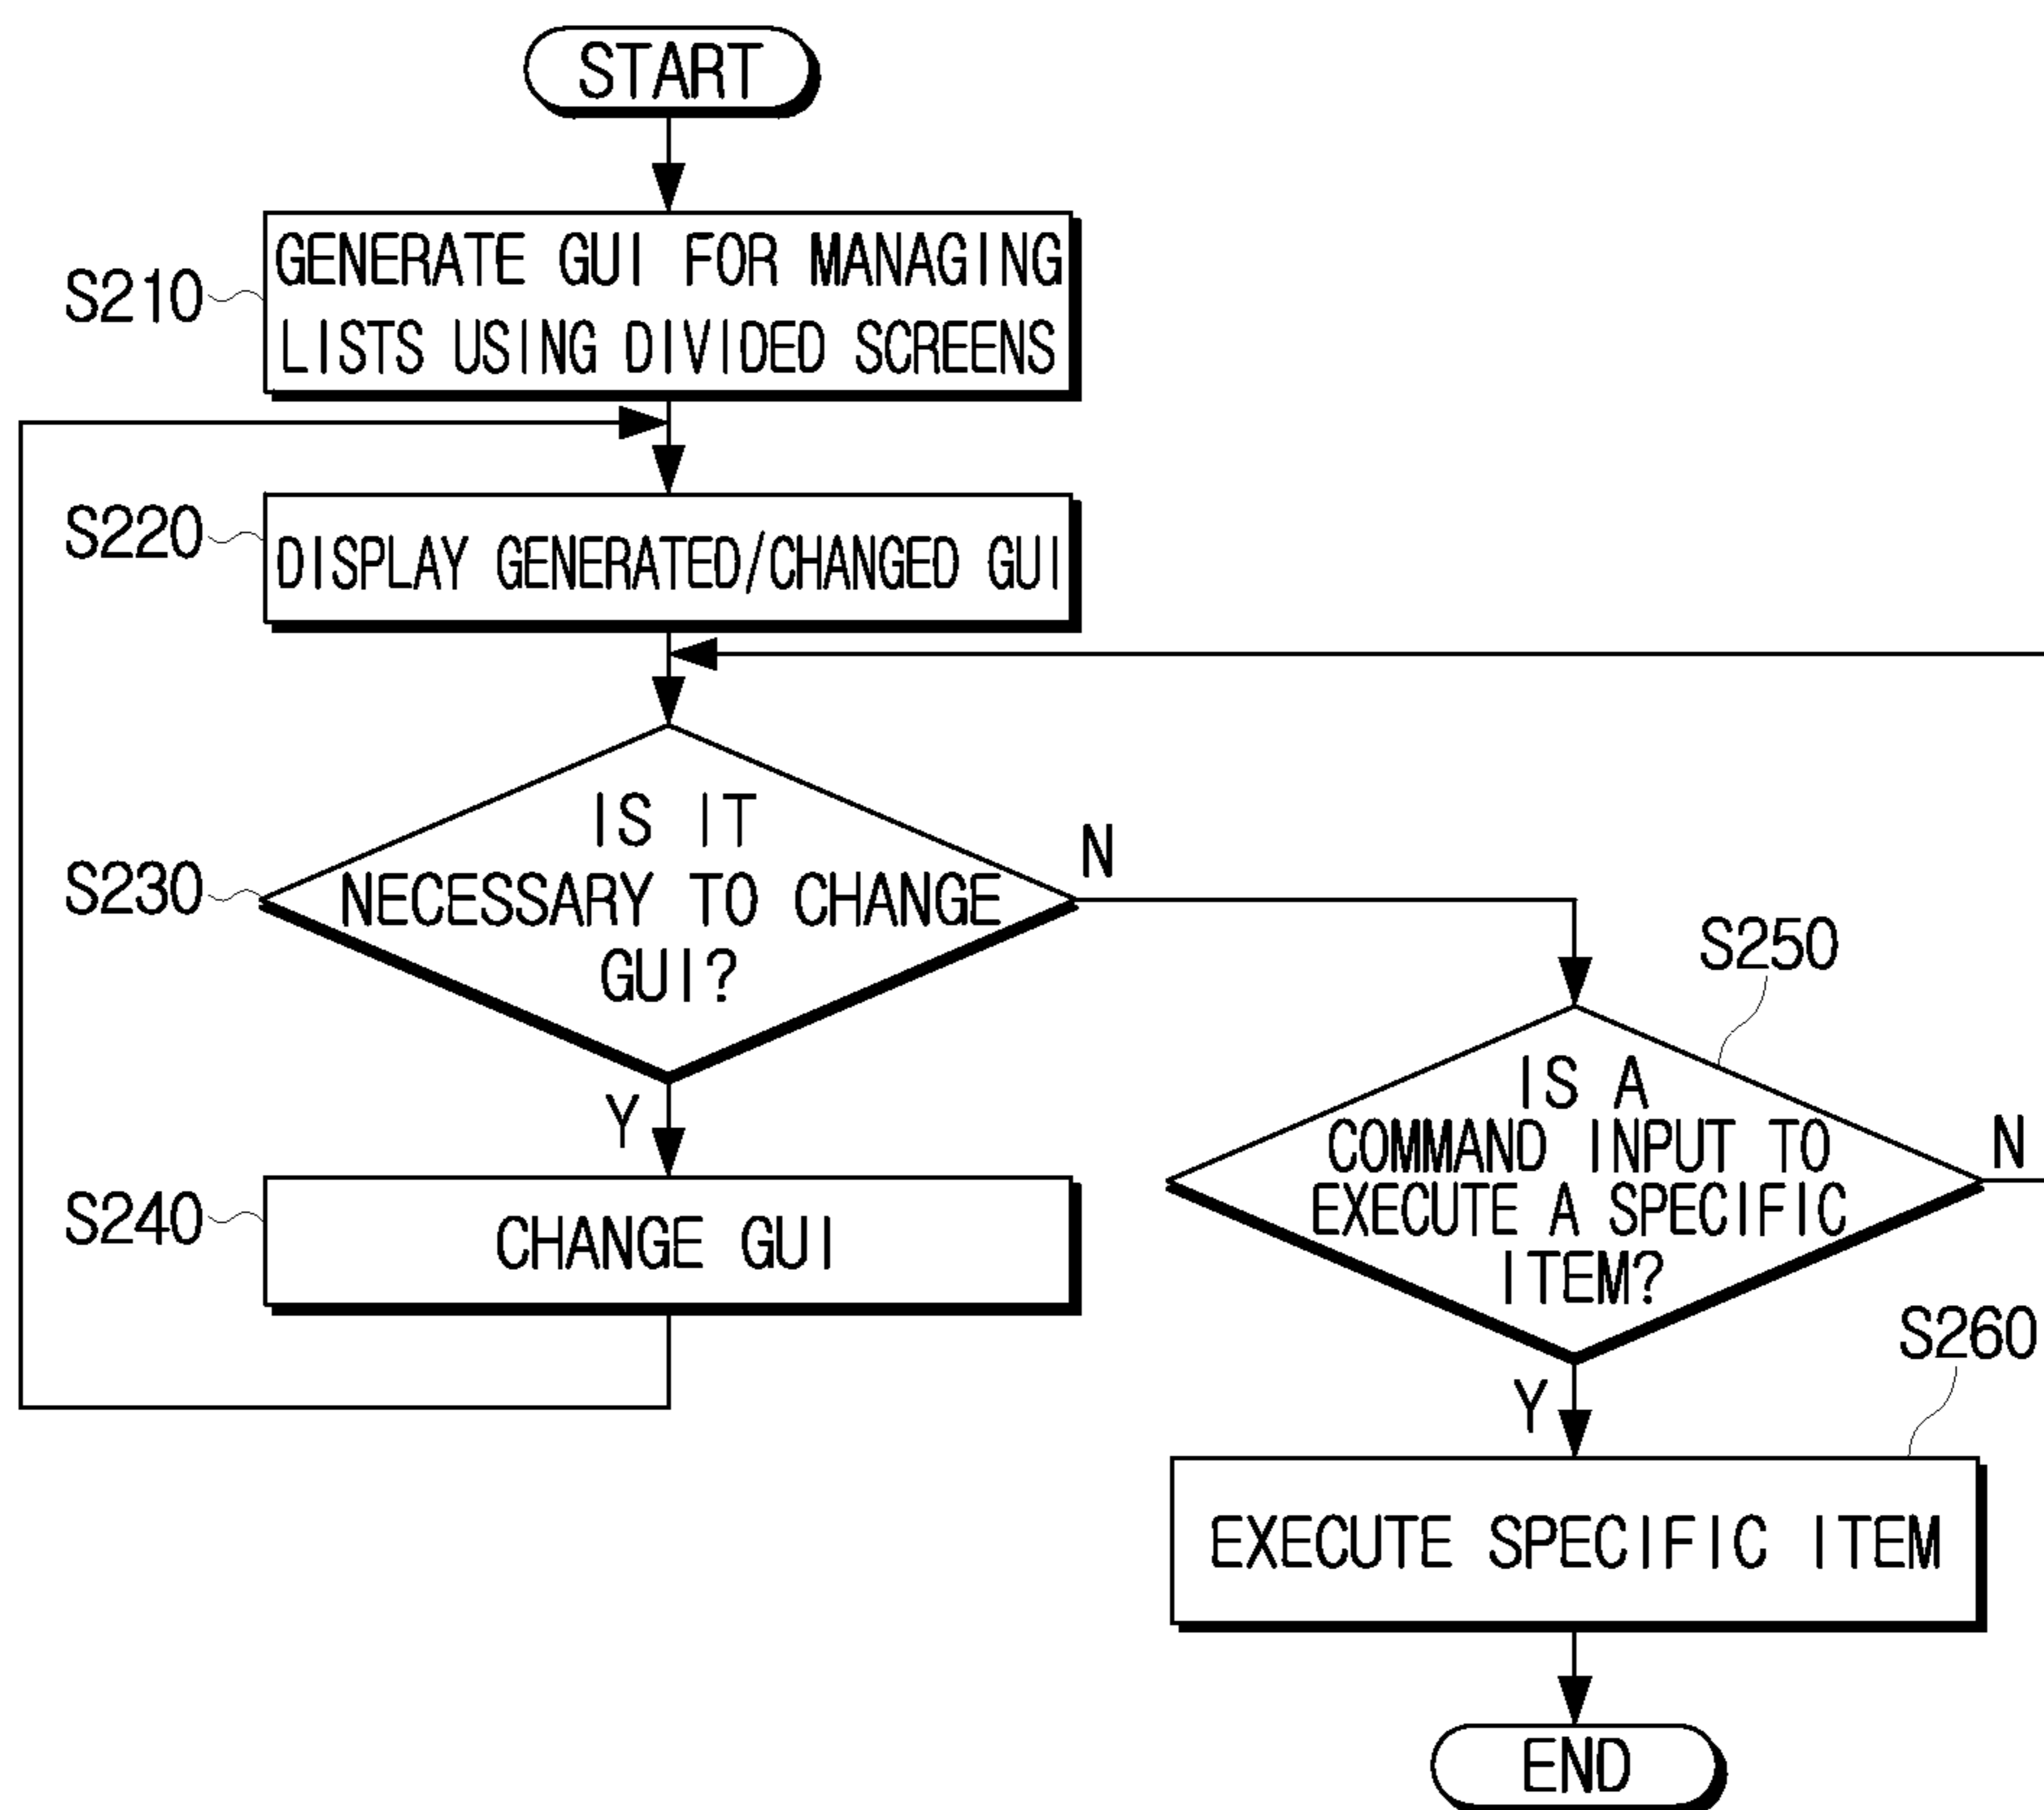 START
GENERATE GUI FOR MANAGING
LISTS USING DIVIDED SCREENS
S210
DISPLAY GENERATED/CHANGED GUI
S220
IS IT
NECESSARY TO CHANGE
GUI?
S230
N
Y
CHANGE GUI
S240
S250
IS A
COMMAND INPUT TO
EXECUTE A SPECIFIC
ITEM?
N
Y
S260
EXECUTE SPECIFIC ITEM
END